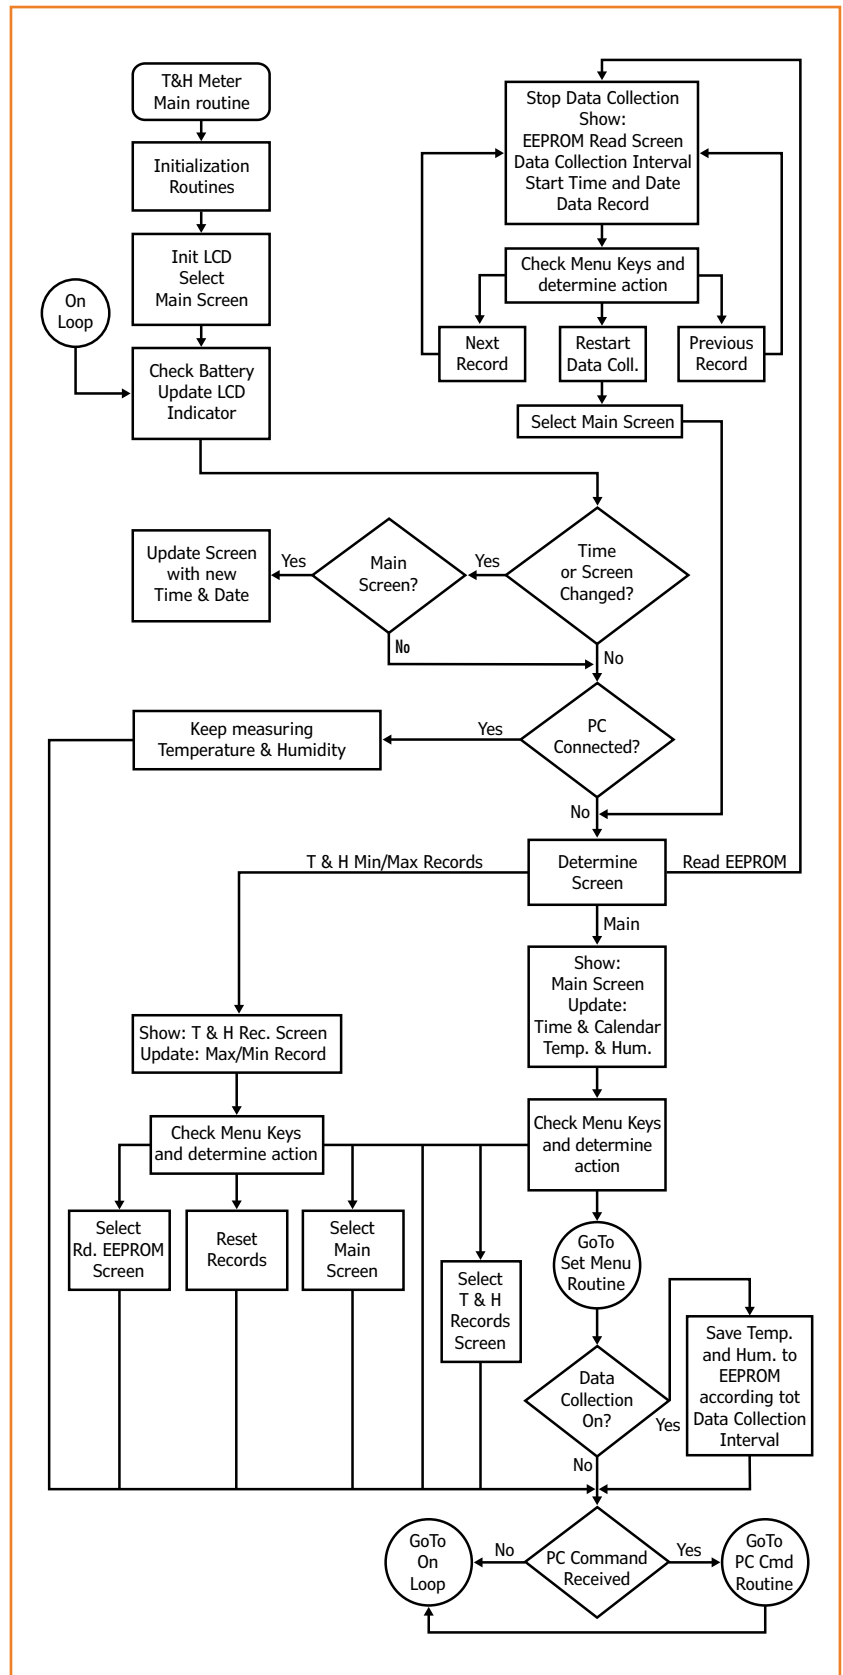 T&H Meter
Main routine
Initialization
Routines
Init LCD
Select
Main Screen
On
Loop
Check Battery
Update LCD
Indicator
Stop Data Collection
Show:
EEPROM Read Screen
Data Collection Interval
Start Time and Date
Data Record
Check Menu Keys and
determine action
Next
Record
Restart
Data Coll.
Previous
Record
Select Main Screen
Time
or Screen
Changed?
Yes
Main
Screen?
Yes
Update Screen
with new
Time & Date
No
No
PC
Connected?
Yes
Keep measuring
Temperature & Humidity
No
Determine
Screen
T & H Min/Max Records
Read EEPROM
Main
Show:
Main Screen
Update:
Time & Calendar
Temp. & Hum.
Show: T & H Rec. Screen
Update: Max/Min Record
Check Menu Keys
and determine action
Check Menu Keys
and determine
action
Select
Rd. EEPROM
Screen
Reset
Records
Select
Main
Screen
Select
T & H
Records
Screen
GoTo
Set Menu
Routine
Data
Collection
On?
Yes
Save Temp.
and Hum. to
EEPROM
according tot
Data Collection
Interval
No
PC Command
Received
No
GoTo
On
Loop
Yes
GoTo
PC Cmd
Routine